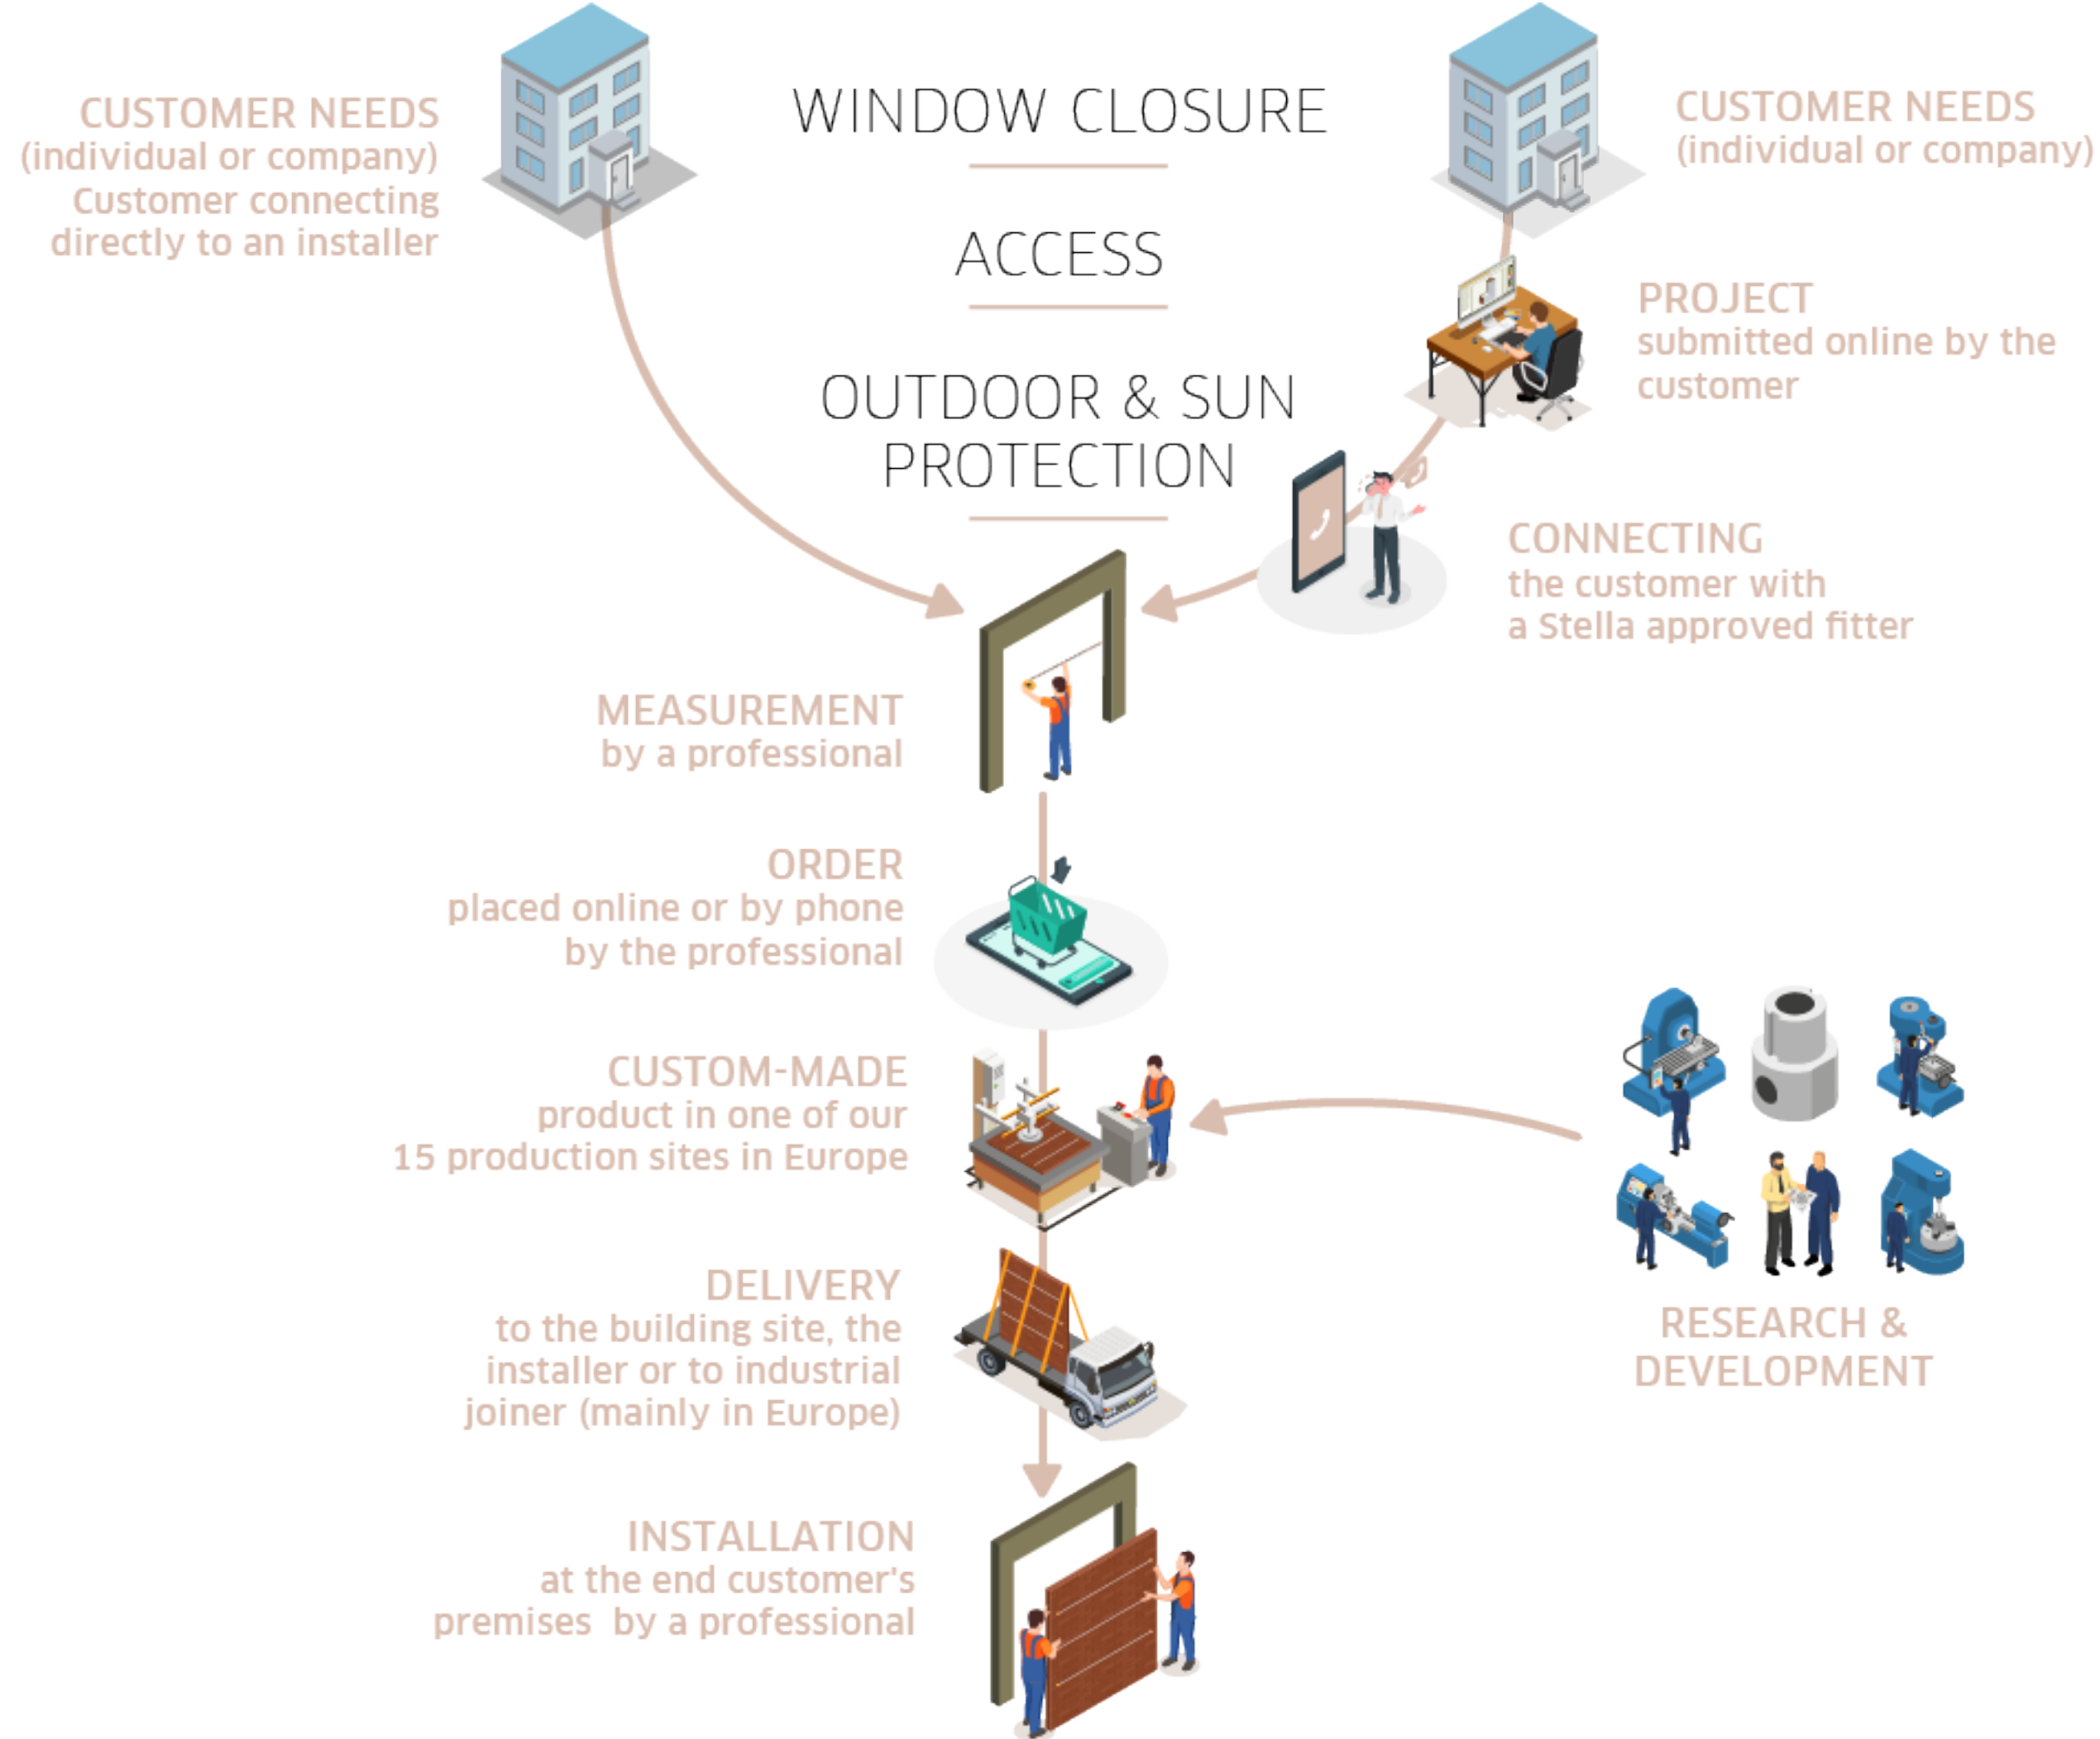 CUSTOMER NEEDS
(individual or company)
Customer connecting
directly to an installer
WINDOW CLOSURE
ACCESS
OUTDOOR & SUN
PROTECTION
CUSTOMER NEEDS
(individual or company)
PROJECT
submitted online by the
customer
CONNECTING
the customer with
a Stella approved fitter
MEASUREMENT
by a professional
ORDER
placed online or by phone
by the professional
CUSTOM-MADE
product in one of our
15 production sites in Europe
RESEARCH &
DEVELOPMENT
DELIVERY
to the building site, the
installer or to industrial
joiner (mainly in Europe)
INSTALLATION
at the end customer's
premises by a professional